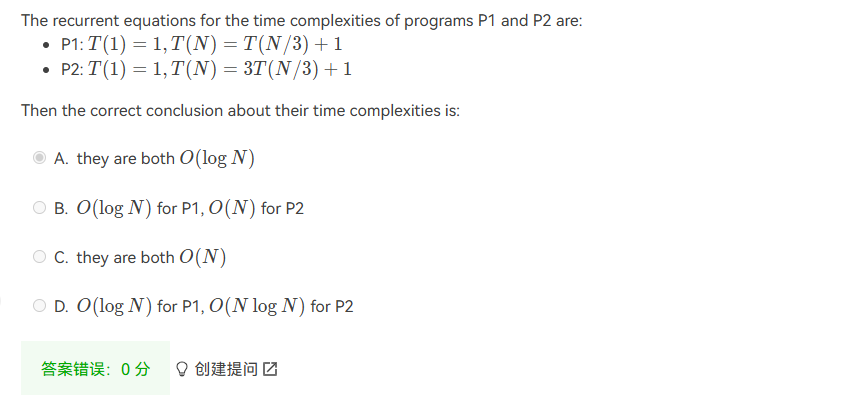 The recurrent equations for the time complexities of programs P1 and P2 are:
• P1: T(1) = 1, T(N) = T(N/3) + 1
• P2: T(1) = 1, T(N) = 3T(N/3) + 1
Then the correct conclusion about their time complexities is:
A. they are both O(log N)
B. O(log N) for P1, O(N) for P2
C. they are both O(N)
D. O(log N) for P1, O(N log N) for P2
答案错误：0 分 创建提问